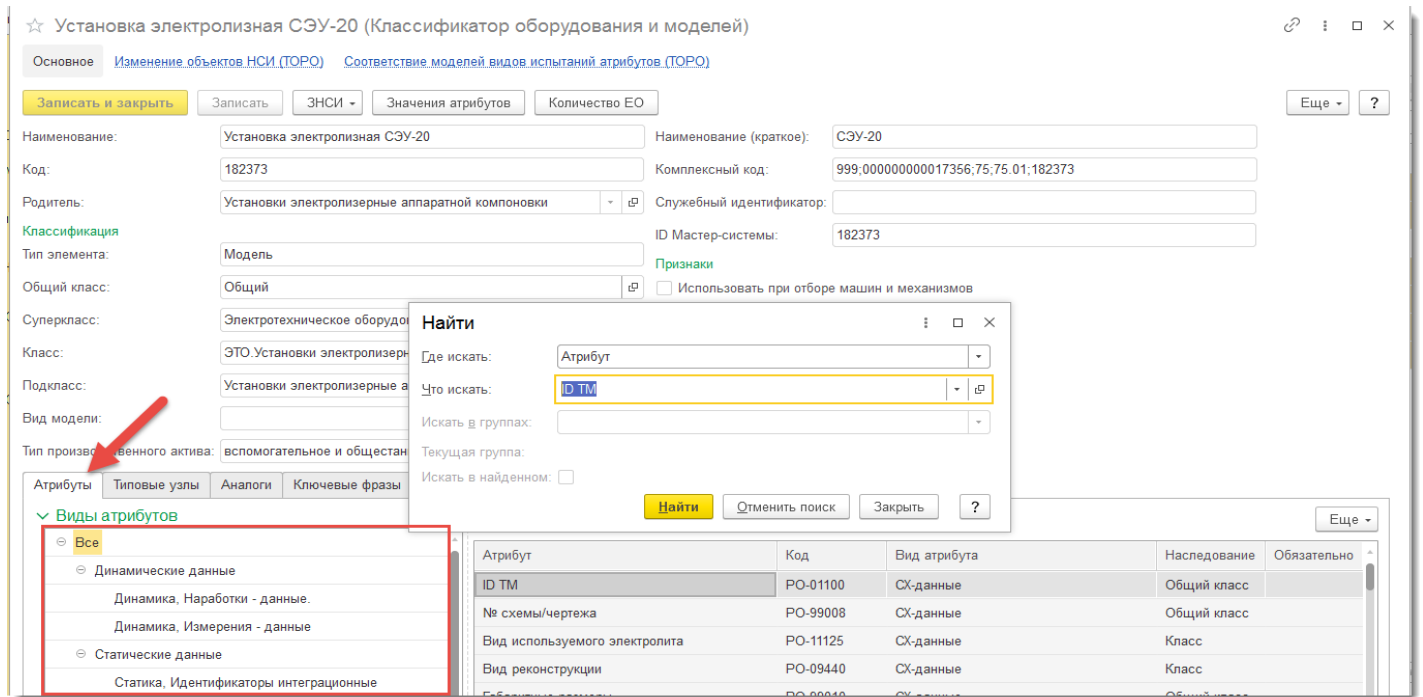 Установка электролизная СЭУ-20 (Классификатор оборудования и моделей)
Основное Изменение объектов НСИ (ТОРО) Соответствие моделей видов испытаний атрибутов (ТОРО)
Записать и закрыть Записать ЗНСИ Значения атрибутов Количество ЕО Еще ?
Наименование: Установка электролизная СЭУ-20 Наименование (краткое): СЭУ-20
Код: 182373 Комплексный код: 999;000000000017356;75;75.01;182373
Родитель: Установки электролизерные аппаратной компоновки Служебный идентификатор:
Классификация ID Мастер-системы: 182373
Тип элемента: Модель Признаки
Общий класс: Общий Использовать при отборе машин и механизмов
Суперкласс: Электротехническое
Класс: ЭТО.Установки
Подкласс: Установки электролизерные
Вид модели:
Тип вспомогательное и
Найти
Где искать: Атрибут
Что искать: ID TM
Искать в группах:
Текущая группа:
Искать в найденном:
Найти Отменить поиск Закрыть ?
Атрибуты Типовые узлы Аналоги Ключевые фразы
Виды атрибутов Еще
Все
Динамические данные
Динамика, Наработки - данные.
Динамика, Измерения - данные
Статические данные
Статика, Идентификаторы интеграционные
Атрибут Код Вид атрибута Наследование Обязательно
ID TM PO-01100 СХ-данные Общий класс
№ схемы/чертежа PO-99008 СХ-данные Общий класс
Вид используемого электролита PO-11125 СХ-данные Класс
Вид реконструкции PO-09440 СХ-данные Класс